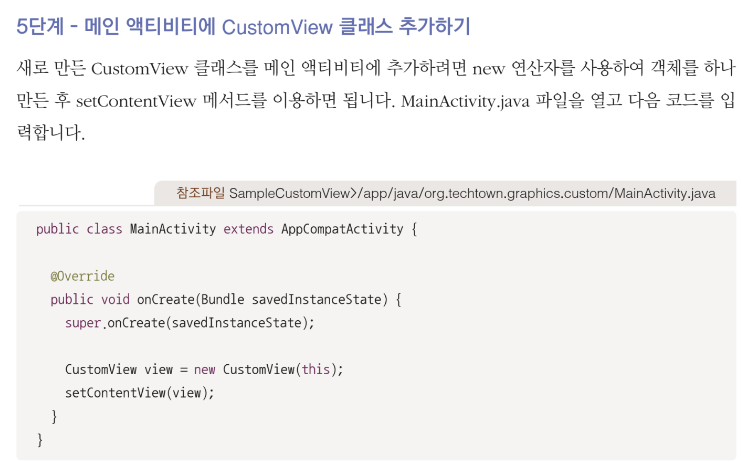 5단계 - 메인 액티비티에 CustomView 클래스 추가하기
새로 만든 CustomView 클래스를 메인 액티비티에 추가하려면 new 연산자를 사용하여 객체를 하나
만든 후 setContentView 메서드를 이용하면 됩니다. MainActivity.java 파일을 열고 다음 코드를 입
력합니다.
참조파일 SampleCustomView>/app/java/org.techtown.graphics.custom/MainActivity.java
public class MainActivity extends AppCompatActivity {
@Override
public void onCreate(Bundle savedInstanceState) {
super.onCreate(savedInstanceState);
CustomView view = new CustomView(this);
setContentView(view);
}
}